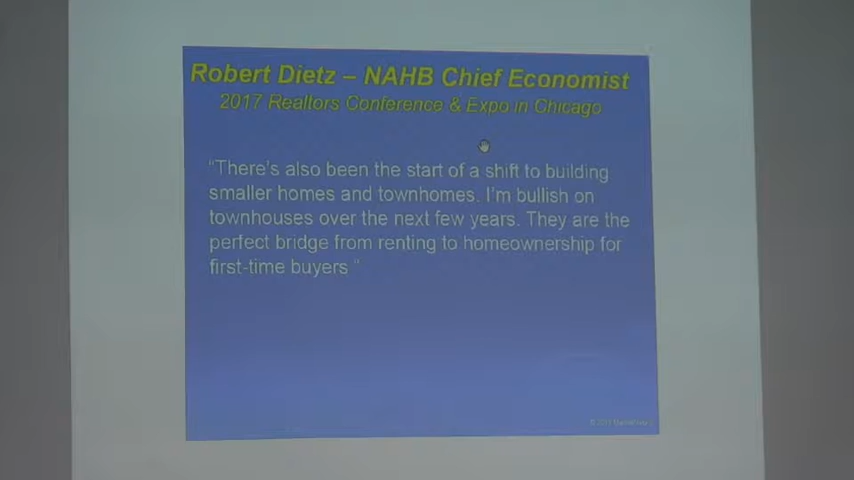 Robert Dietz – NAHB Chief Economist
2017 Realtors Conference & Expo in Chicago
"There's also been the start of a shift to building
smaller homes and townhomes. I'm bullish on
townhouses over the next few years. They are the
perfect bridge from renting to homeownership for
first-time buyers "